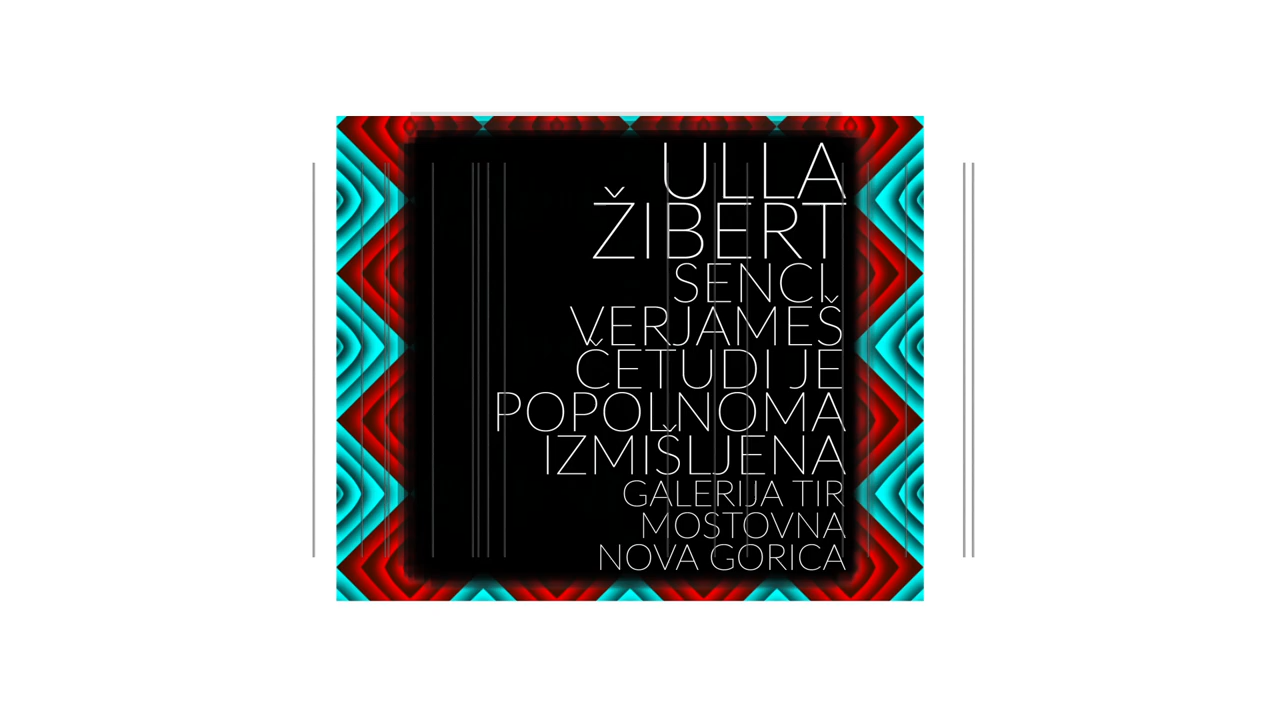 ULLA
ŽIBERT
SENCI,
VERJAMEŠ
ČETUDI JE
POPOLNOMA
IZMIŠLJENA
GALERIJA TIR
MOSTOVNA
NOVA GORICA